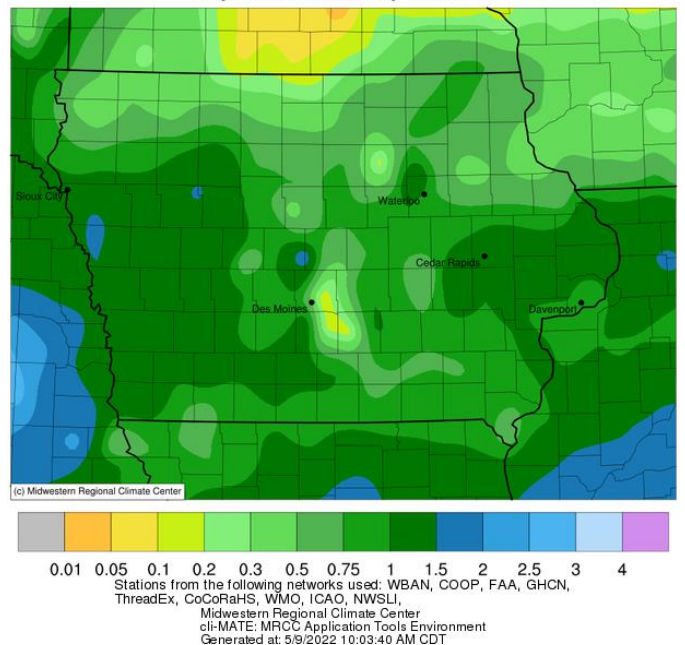 Sioux City
Waterloo
Cedar Rapids
Des Moines
Davenport
(c) Midwestern Regional Climate Center
0.01 0.05 0.1 0.2 0.3 0.5 0.75 1 1.5 2 2.5 3 4
Stations from the following networks used: WBAN, COOP, FAA, GHCN,
ThreadEx, CoCoRaHS, WMO, ICAO, NWSLI,
Midwestern Regional Climate Center
cli-MATE: MRCC Application Tools Environment
Generated at: 5/9/2022 10:03:40 AM CDT